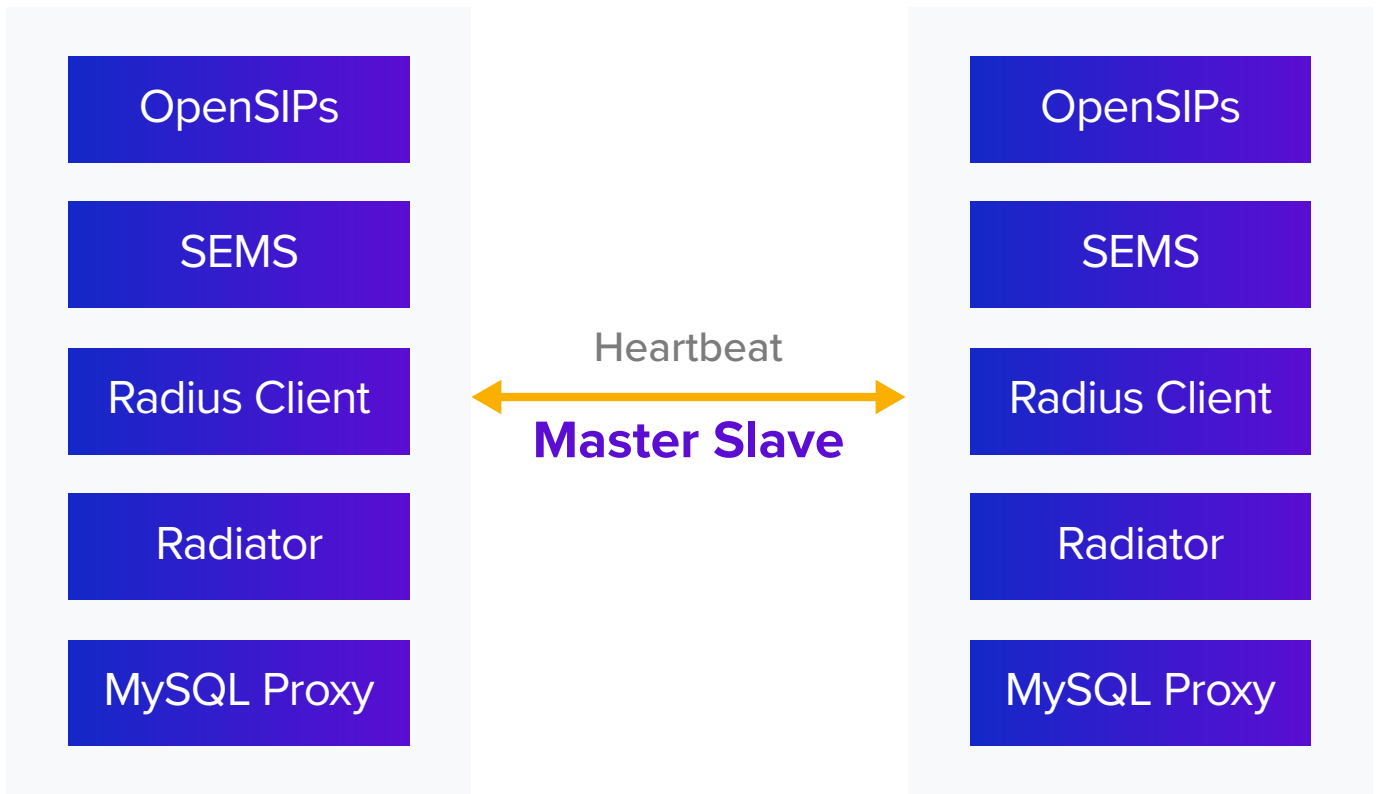 OpenSIPs
SEMS
Radius Client
Radiator
MySQL Proxy
Heartbeat
Master Slave
OpenSIPs
SEMS
Radius Client
Radiator
MySQL Proxy